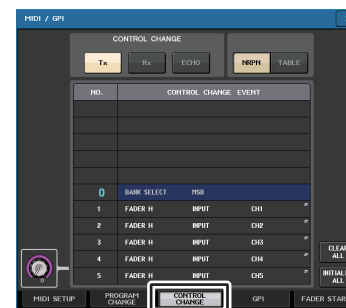 MIDI / GPI
CONTROL CHANGE
Tx Rx ECHO NRPN TABLE
NO. CONTROL CHANGE EVENT
0 BANK SELECT MSB
1 FADER H INPUT CH1
2 FADER H INPUT CH2
3 FADER H INPUT CH3
4 FADER H INPUT CH4
5 FADER H INPUT CH5
CLEAR
ALL
INITIAL
ALL
MIDI SETUP PROGRAM CHANGE CONTROL CHANGE GPI FADER STAR